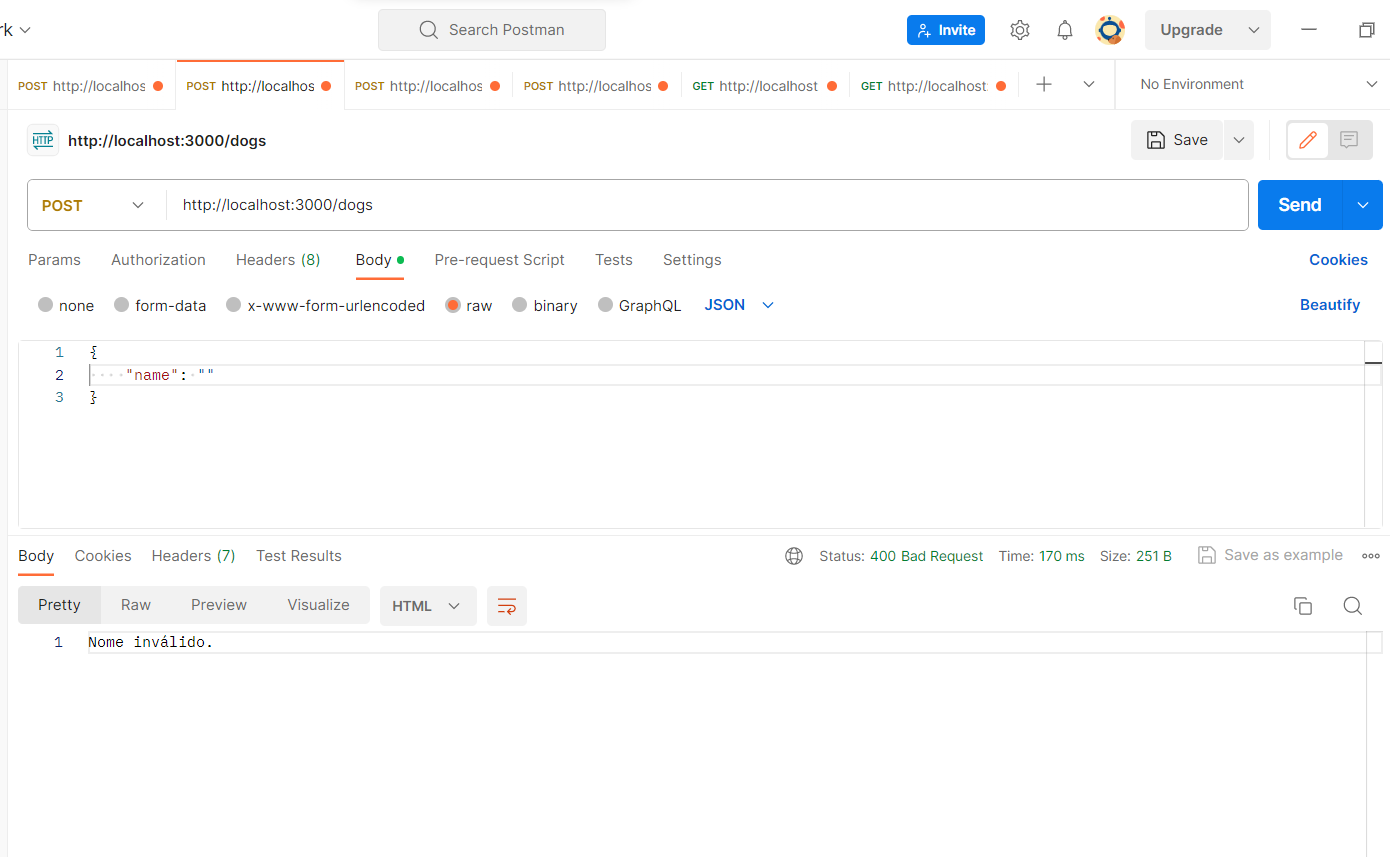 rk
Search Postman
Invite
Upgrade
POST http://localhos
POST http://localhos
POST http://localhos
POST http://localhos
GET http://localhost
GET http://localhost:
No Environment
HTTP http://localhost:3000/dogs
Save
POST http://localhost:3000/dogs
Send
Params Authorization Headers (8) Body Pre-request Script Tests Settings Cookies
none form-data x-www-form-urlencoded raw binary GraphQL JSON Beautify
1 {
2 ····"name":·""
3 }
Body Cookies Headers (7) Test Results Status: 400 Bad Request Time: 170 ms Size: 251 B Save as example
Pretty Raw Preview Visualize HTML
1 Nome inválido.